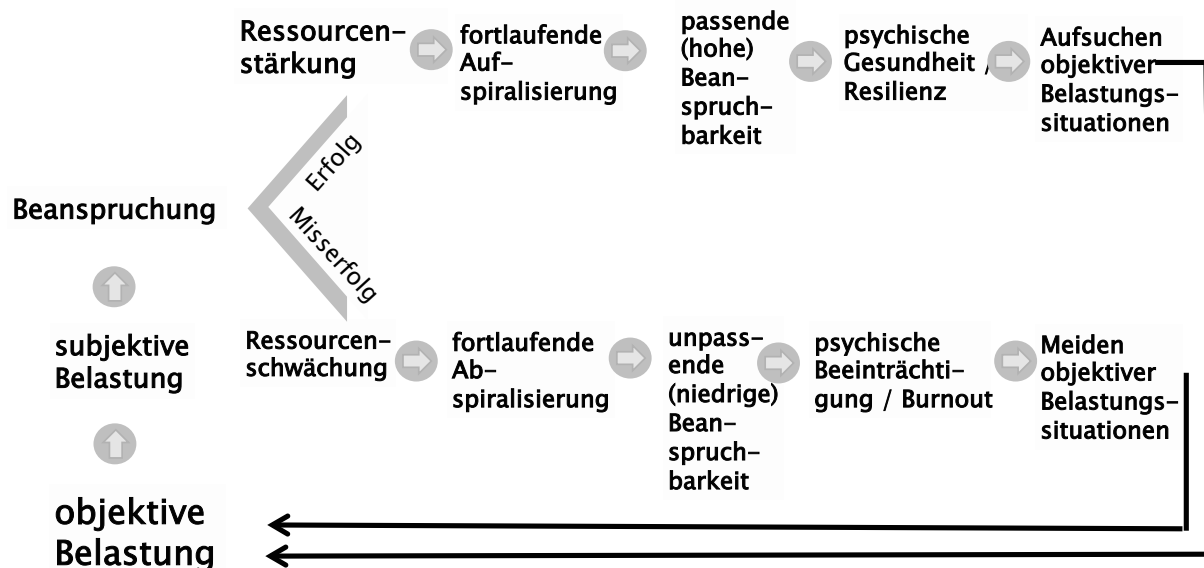 Ressourcen-
stärkung
fortlaufende
Auf-
spiralisierung
passende
(hohe)
Bean-
spruch-
barkeit
psychische
Gesundheit /
Resilienz
Aufsuchen
objektiver
Belastungs-
situationen
Erfolg
Beanspruchung
Misserfolg
subjektive
Belastung
Ressourcen-
schwächung
fortlaufende
Ab-
spiralisierung
unpass-
ende
(niedrige)
Bean-
spruch-
barkeit
psychische
Beeinträchti-
gung / Burnout
Meiden
objektiver
Belastungs-
situationen
objektive
Belastung